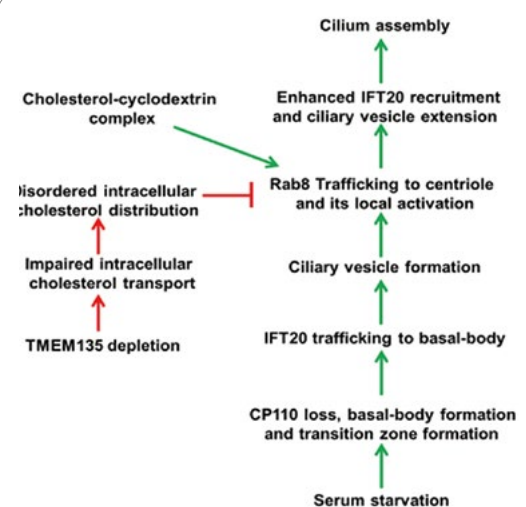 Cilium assembly
Cholesterol-cyclodextrin
complex
Enhanced IFT20 recruitment
and ciliary vesicle extension
Disordered intracellular
cholesterol distribution
Rab8 Trafficking to centriole
and its local activation
Impaired intracellular
cholesterol transport
Ciliary vesicle formation
TMEM135 depletion
IFT20 trafficking to basal-body
CP110 loss, basal-body formation
and transition zone formation
Serum starvation